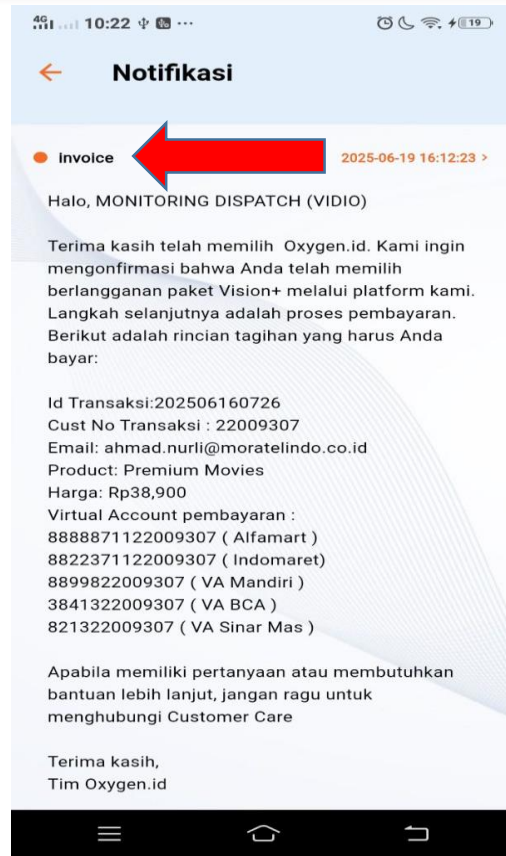 4G 10:22 ...
19
← Notifikasi
invoice 2025-06-19 16:12:23 >
Halo, MONITORING DISPATCH (VIDIO)
Terima kasih telah memilih Oxygen.id. Kami ingin
mengonfirmasi bahwa Anda telah memilih
berlangganan paket Vision+ melalui platform kami.
Langkah selanjutnya adalah proses pembayaran.
Berikut adalah rincian tagihan yang harus Anda
bayar:
Id Transaksi:202506160726
Cust No Transaksi : 22009307
Email: ahmad.nurli@moratelindo.co.id
Product: Premium Movies
Harga: Rp38,900
Virtual Account pembayaran :
8888871122009307 ( Alfamart )
8822371122009307 ( Indomaret)
8899822009307 ( VA Mandiri )
3841322009307 ( VA BCA )
821322009307 ( VA Sinar Mas )
Apabila memiliki pertanyaan atau membutuhkan
bantuan lebih lanjut, jangan ragu untuk
menghubungi Customer Care
Terima kasih,
Tim Oxygen.id